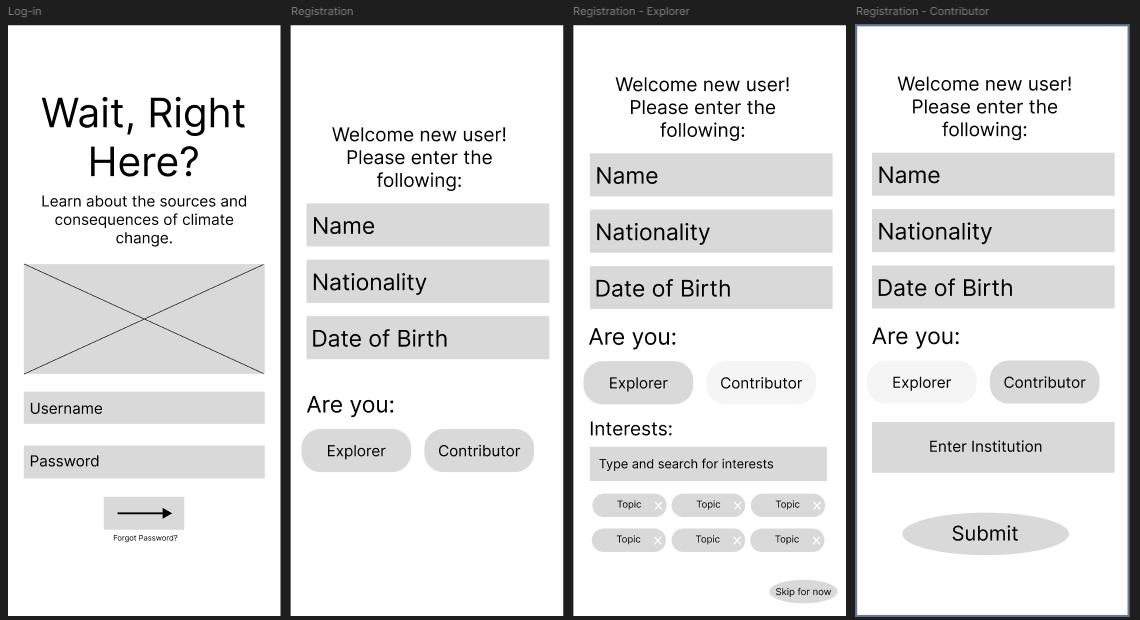 Log-in
Wait, Right
Here?
Learn about the sources and
consequences of climate
change.
Username
Password
Forgot Password?
Registration
Welcome new user!
Please enter the
following:
Name
Nationality
Date of Birth
Are you:
Explorer Contributor
Registration - Explorer
Welcome new user!
Please enter the
following:
Name
Nationality
Date of Birth
Are you:
Explorer Contributor
Interests:
Type and search for interests
Topic Topic Topic
Topic Topic Topic
Skip for now
Registration - Contributor
Welcome new user!
Please enter the
following:
Name
Nationality
Date of Birth
Are you:
Explorer Contributor
Enter Institution
Submit